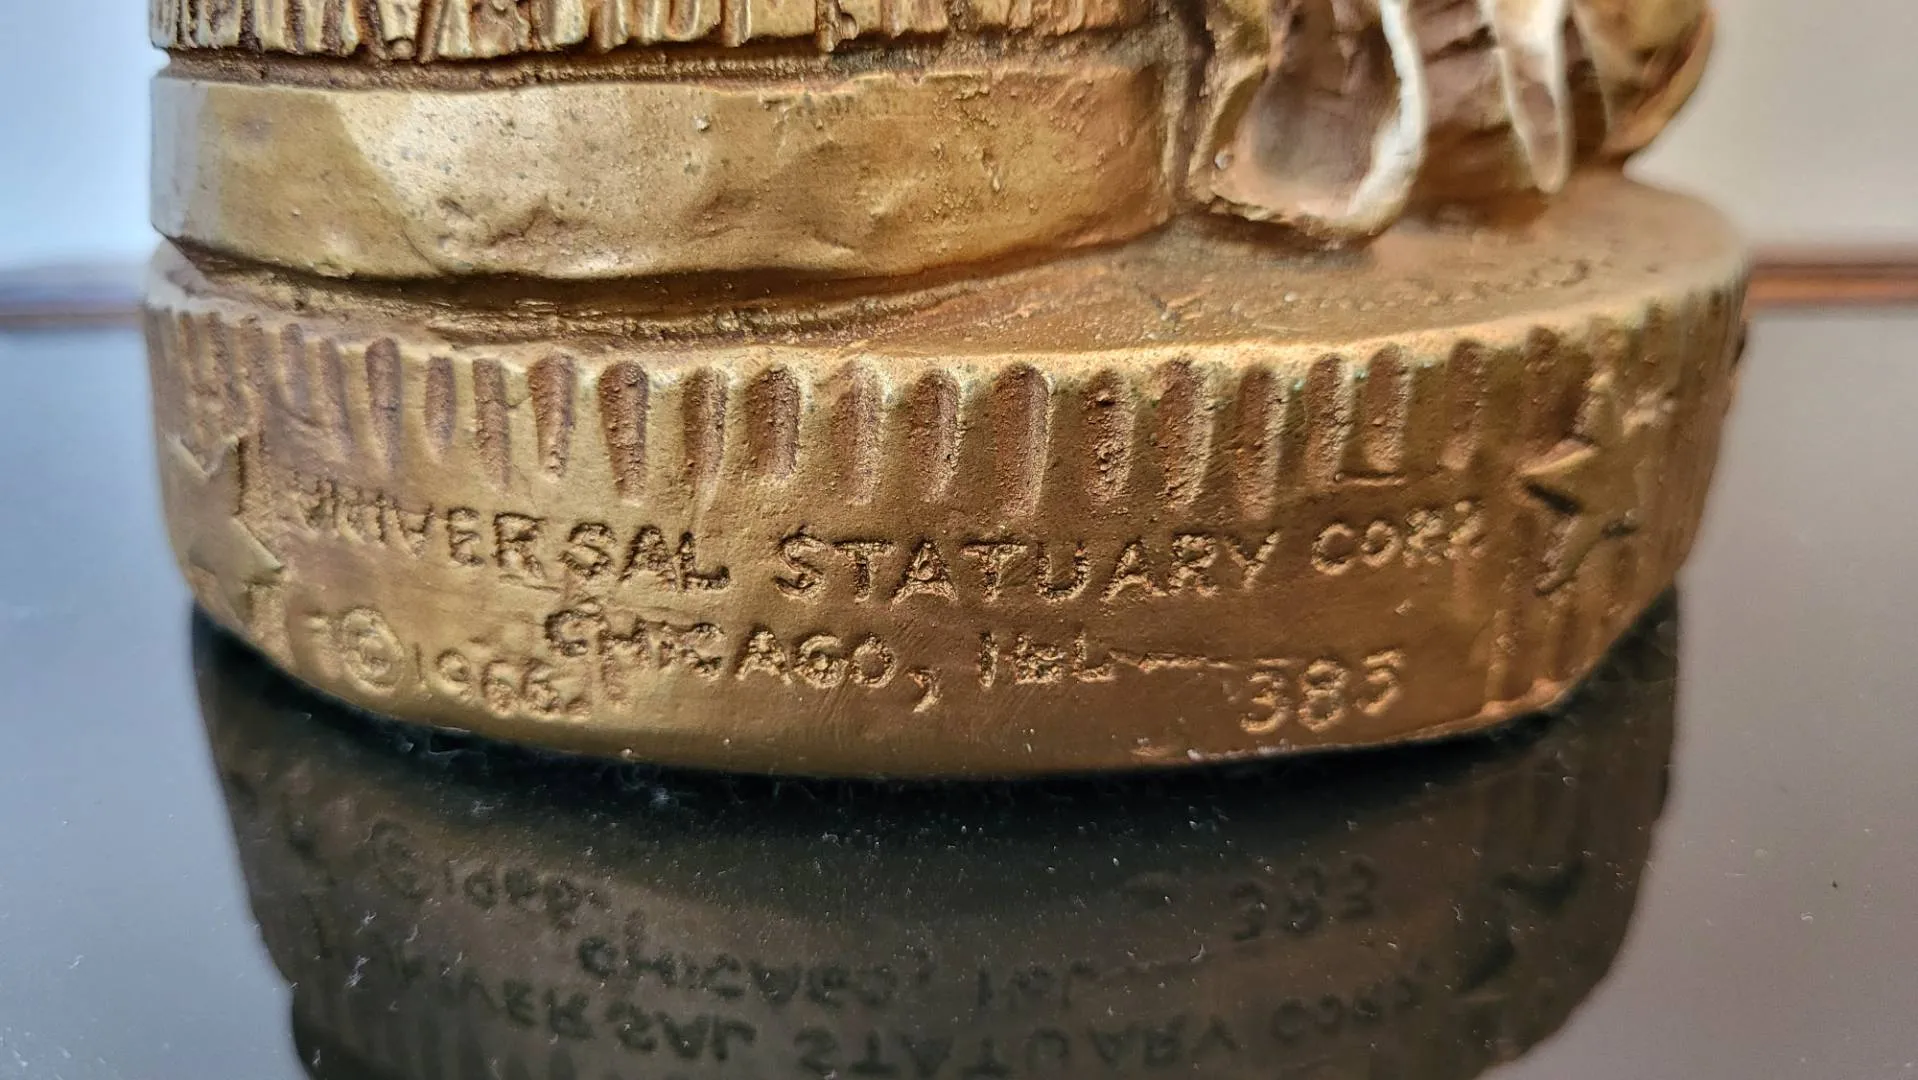 UNIVERSAL STATUARY CORP
CHICAGO, ILL— 385
©1966